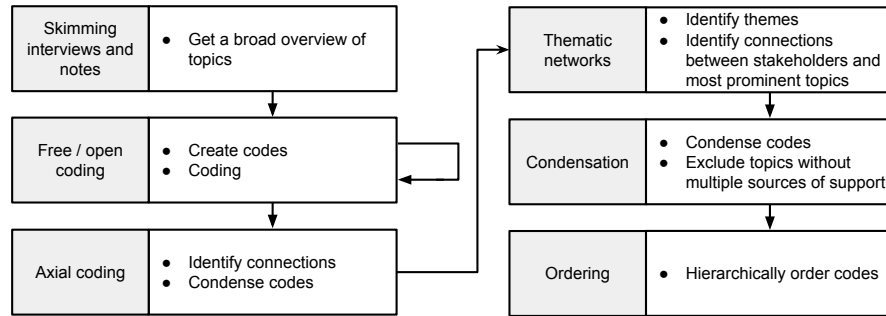 Skimming
interviews and
notes
● Get a broad overview of
topics
Free / open
coding
● Create codes
● Coding
Axial coding
● Identify connections
● Condense codes
Thematic
networks
● Identify themes
● Identify connections
between stakeholders and
most prominent topics
Condensation
● Condense codes
● Exclude topics without
multiple sources of support
Ordering
● Hierarchically order codes